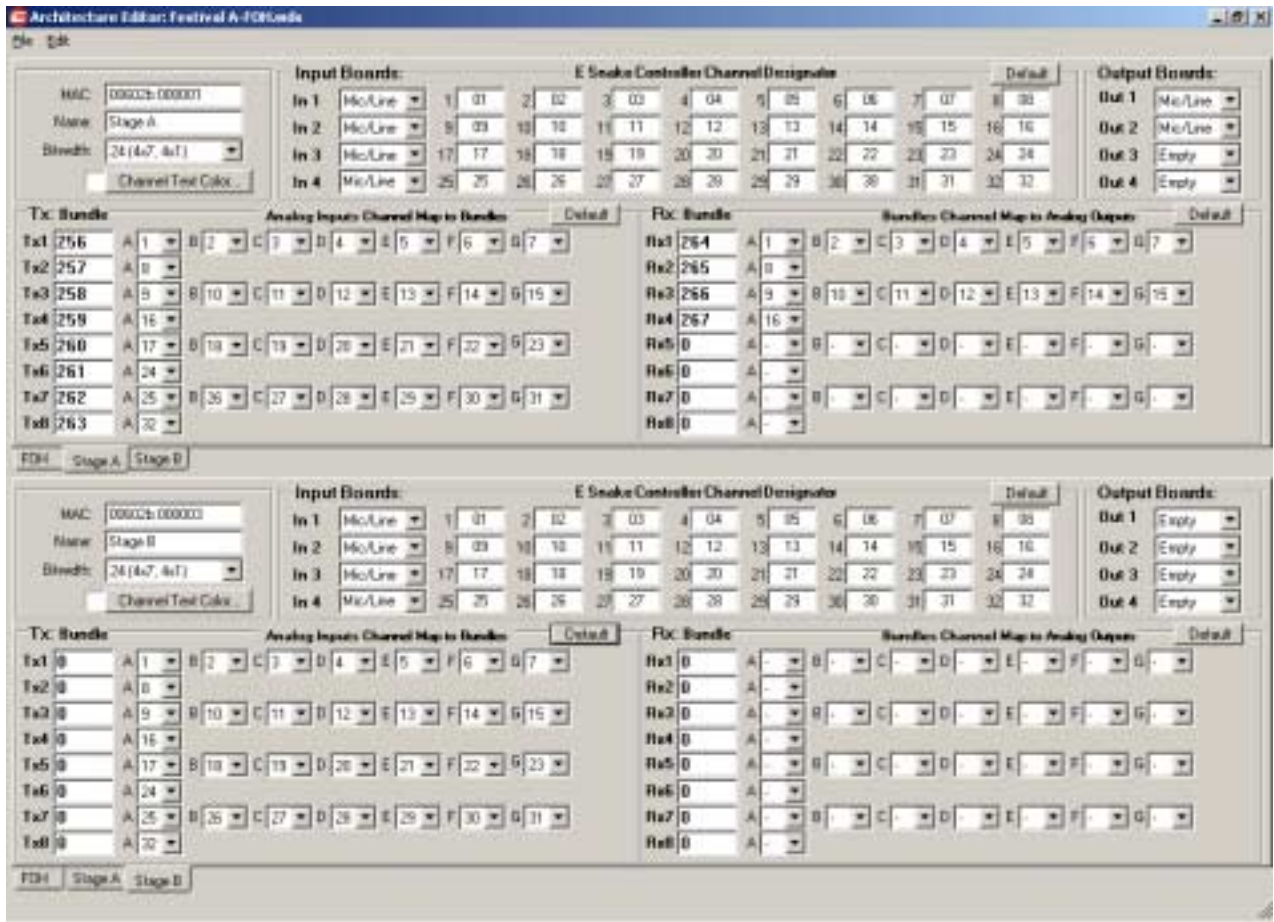 Architecture Editor: Festival A-FOH.eds
File Edit
Input Boards: E Snake Controller Channel Designator Default Output Boards:
MAC: 00602b 000001
Name: Stage A
Bitwidth: 24 (4x7, 4x1)
Channel Text Color...
In 1 Mic/Line 1 01 2 02 3 03 4 04 5 05 6 06 7 07 8 08 Out 1 Mic/Line
In 2 Mic/Line 9 09 10 10 11 11 12 12 13 13 14 14 15 15 16 16 Out 2 Mic/Line
In 3 Mic/Line 17 17 18 18 19 19 20 20 21 21 22 22 23 23 24 24 Out 3 Empty
In 4 Mic/Line 25 25 26 26 27 27 28 28 29 29 30 30 31 31 32 32 Out 4 Empty
Tx: Bundle Analog Inputs Channel Map to Bundles Default Rx: Bundle Bundles Channel Map to Analog Outputs Default
Tx1 256 A 1 B 2 C 3 D 4 E 5 F 6 G 7 Rx1 264 A 1 B 2 C 3 D 4 E 5 F 6 G 7
Tx2 257 A 8 Rx2 265 A 8
Tx3 258 A 9 B 10 C 11 D 12 E 13 F 14 G 15 Rx3 266 A 9 B 10 C 11 D 12 E 13 F 14 G 15
Tx4 259 A 16 Rx4 267 A 16
Tx5 260 A 17 B 18 C 19 D 20 E 21 F 22 G 23 Rx5 0 A - B - C - D - E - F - G -
Tx6 261 A 24 Rx6 0 A -
Tx7 262 A 25 B 26 C 27 D 28 E 29 F 30 G 31 Rx7 0 A - B - C - D - E - F - G -
Tx8 263 A 32 Rx8 0 A -
FOH Stage A Stage B
Input Boards: E Snake Controller Channel Designator Default Output Boards:
MAC: 00602b 000003
Name: Stage B
Bitwidth: 24 (4x7, 4x1)
Channel Text Color...
In 1 Mic/Line 1 01 2 02 3 03 4 04 5 05 6 06 7 07 8 08 Out 1 Empty
In 2 Mic/Line 9 09 10 10 11 11 12 12 13 13 14 14 15 15 16 16 Out 2 Empty
In 3 Mic/Line 17 17 18 18 19 19 20 20 21 21 22 22 23 23 24 24 Out 3 Empty
In 4 Mic/Line 25 25 26 26 27 27 28 28 29 29 30 30 31 31 32 32 Out 4 Empty
Tx: Bundle Analog Inputs Channel Map to Bundles Default Rx: Bundle Bundles Channel Map to Analog Outputs Default
Tx1 0 A 1 B 2 C 3 D 4 E 5 F 6 G 7 Rx1 0 A - B - C - D - E - F - G -
Tx2 0 A 8 Rx2 0 A -
Tx3 0 A 9 B 10 C 11 D 12 E 13 F 14 G 15 Rx3 0 A - B - C - D - E - F - G -
Tx4 0 A 16 Rx4 0 A -
Tx5 0 A 17 B 18 C 19 D 20 E 21 F 22 G 23 Rx5 0 A - B - C - D - E - F - G -
Tx6 0 A 24 Rx6 0 A -
Tx7 0 A 25 B 26 C 27 D 28 E 29 F 30 G 31 Rx7 0 A - B - C - D - E - F - G -
Tx8 0 A 32 Rx8 0 A -
FOH Stage A Stage B